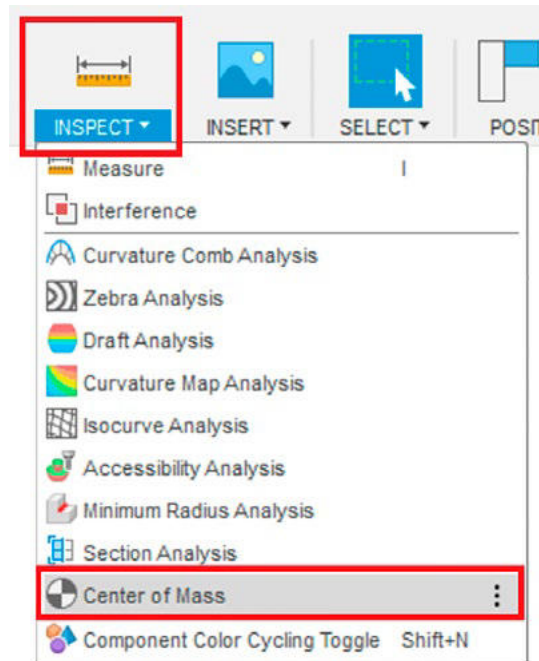 INSPECT INSERT SELECT
Measure I
Interference
Curvature Comb Analysis
Zebra Analysis
Draft Analysis
Curvature Map Analysis
Isocurve Analysis
Accessibility Analysis
Minimum Radius Analysis
Section Analysis
Center of Mass
Component Color Cycling Toggle Shift+N